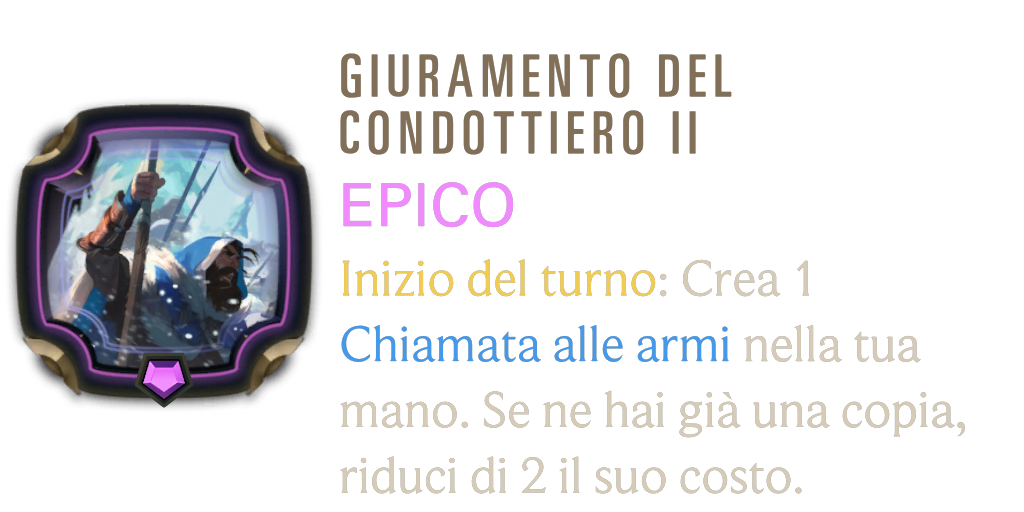 GIURAMENTO DEL
CONDOTTIERO II
EPICO
Inizio del turno: Crea 1
Chiamata alle armi nella tua
mano. Se ne hai già una copia,
riduci di 2 il suo costo.